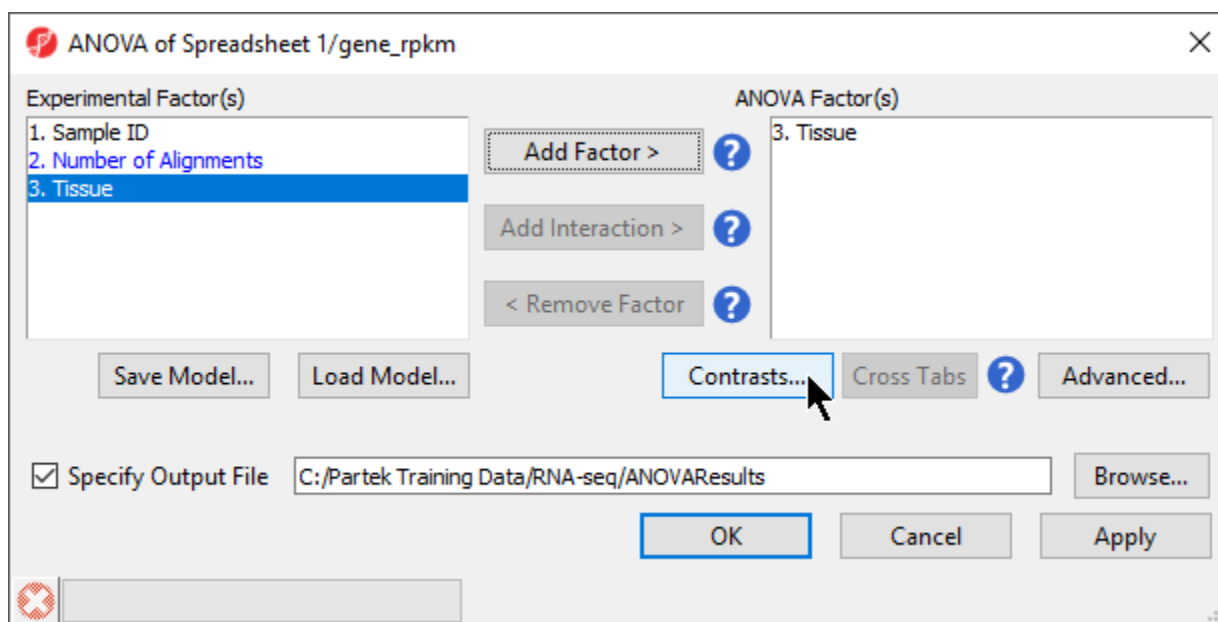 ANOVA of Spreadsheet 1/gene_rpkm
Experimental Factor(s)
1. Sample ID
2. Number of Alignments
3. Tissue
Add Factor > ?
Add Interaction > ?
< Remove Factor ?
ANOVA Factor(s)
3. Tissue
Save Model... Load Model... Contrasts... Cross Tabs ? Advanced...
Specify Output File C:/Partek Training Data/RNA-seq/ANOVAResults Browse...
OK Cancel Apply